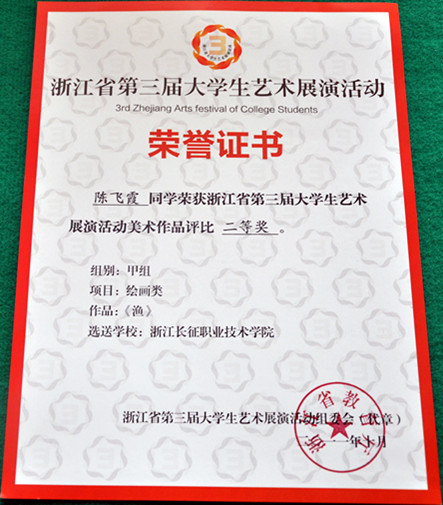 浙江省第三届大学生艺术展演活动
3rd Zhejiang Arts festival of College Students
荣誉证书
陈飞霞 同学荣获浙江省第三届大学生艺术
展演活动美术作品评比 二等奖 。
组别：甲组
项目：绘画类
作品：《渔》
选送学校：浙江长征职业技术学院
浙江省第三届大学生艺术展演活动组委会（代章）